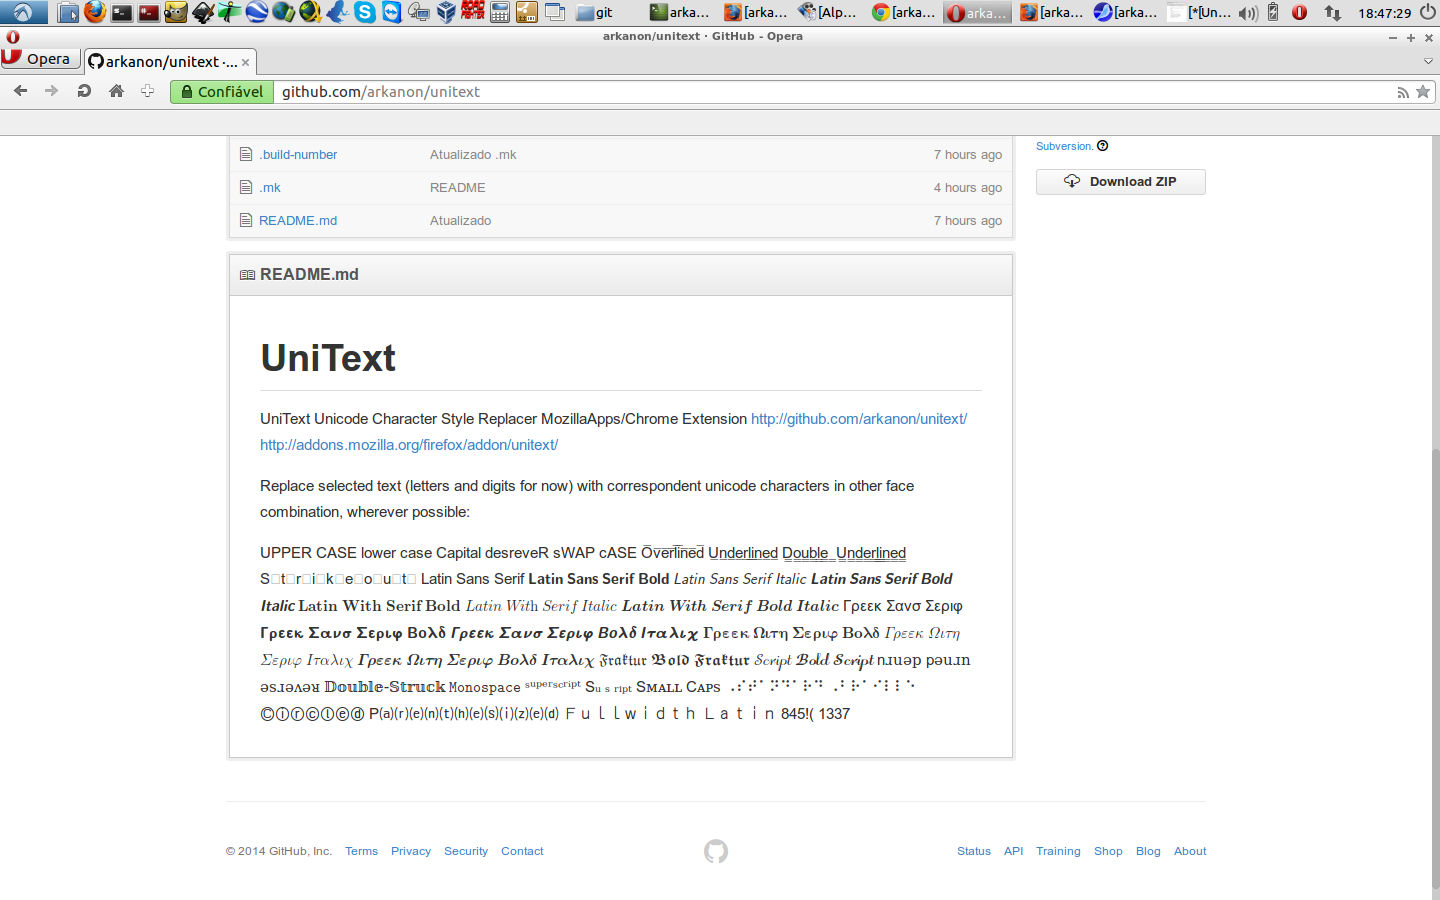 git
arka...
[arka...
[Alp...
[arka...
arka...
[arka...
[arka...
[*[Un...
18:47:29
arkanon/unitext · GitHub - Opera
Opera
arkanon/unitext ·...
Confiável
github.com/arkanon/unitext
.build-number Atualizado .mk 7 hours ago
.mk README 4 hours ago
README.md Atualizado 7 hours ago
Subversion.
Download ZIP
README.md
UniText
UniText Unicode Character Style Replacer MozillaApps/Chrome Extension http://github.com/arkanon/unitext/
http://addons.mozilla.org/firefox/addon/unitext/
Replace selected text (letters and digits for now) with correspondent unicode characters in other face
combination, wherever possible:
UPPER CASE lower case Capital desreveR sWAP cASE O̅v̅e̅r̅l̅i̅n̅e̅d̅ U̲n̲d̲e̲r̲l̲i̲n̲e̲d̲ D̳o̳u̳b̳l̳e̳ ̳U̳n̳d̳e̳r̳l̳i̳n̳e̳d̳
S□t□r□i□k□e□o□u□t□ Latin Sans Serif 𝗟𝗮𝘁𝗶𝗻 𝗦𝗮𝗻𝘀 𝗦𝗲𝗿𝗶𝗳 𝗕𝗼𝗹𝗱 𝘓𝘢𝘵𝘪𝘯 𝘚𝘢𝘯𝘴 𝘚𝘦𝘳𝘪𝘧 𝘐𝘵𝘢𝘭𝘪𝘤 𝙇𝙖𝙩𝙞𝙣 𝙎𝙖𝙣𝙨 𝙎𝙚𝙧𝙞𝙛 𝘽𝙤𝙡𝙙
𝙄𝙩𝙖𝙡𝙞𝙘 𝐋𝐚𝐭𝐢𝐧 𝐖𝐢𝐭𝐡 𝐒𝐞𝐫𝐢𝐟 𝐁𝐨𝐥𝐝 𝐿𝑎𝑡𝑖𝑛 𝑊𝑖𝑡h 𝑆𝑒𝑟𝑖𝑓 𝐼𝑡𝑎𝑙𝑖𝑐 𝑳𝒂𝒕𝒊𝒏 𝑾𝒊𝒕𝒉 𝑺𝒆𝒓𝒊𝒇 𝑩𝒐𝒍𝒅 𝑰𝒕𝒂𝒍𝒊𝒄 Γρεεκ Σανσ Σεριφ
𝝘𝞀𝝴𝝴𝝹 𝝨𝝰𝝼𝞂 𝝨𝝴𝞀𝝸𝞅 𝝗𝝾𝝺𝝳 𝜞𝝆𝜺𝜺𝜿 𝜮𝜶𝝂𝝈 𝜮𝜺𝝆𝜾𝝋 𝜝𝝄𝝀𝜹 𝜤𝝉𝜶𝝀𝜾𝝌 𝚪𝛒𝛆𝛆𝛋 𝛀𝛊𝛕𝛈 𝚺𝛆𝛒𝛊𝛗 𝚩𝛐𝛌𝛅 𝛤𝜌𝜀𝜀𝜅 𝛺𝜄𝜏𝜂
𝛴𝜀𝜌𝜄𝜑 𝛪𝜏𝛼𝜆𝜄𝜒 𝜞𝝆𝜺𝜺𝜿 𝜴𝜾𝝉𝜼 𝜮𝜺𝝆𝜾𝝋 𝜝𝝄𝝀𝜹 𝜤𝝉𝜶𝝀𝜾𝝌 𝔉𝔯𝔞𝔨𝔱𝔲𝔯 𝕭𝖔𝖑𝖉 𝕱𝖗𝖆𝖐𝖙𝖚𝖗 𝒮𝒸𝓇𝒾𝓅𝓉 𝓑𝓸𝓵𝓭 𝓢𝓬𝓻𝓲𝓹𝓽 nɹuǝp pǝuɹn
ǝsɹǝʌǝɹ 𝔻𝕠𝕦𝕓𝕝𝕖-𝕊𝕥𝕣𝕦𝕔𝕜 𝙼𝚘𝚗𝚘𝚜𝚙𝚊𝚌𝚎 ˢᵘᵖᵉʳˢᶜʳⁱᵖᵗ Sᵤ s ript Sᴍᴀʟʟ Cᴀᴘs
Ⓒⓘⓡⓒⓛⓔⓓ P⒜⒭⒠⒩⒯⒣⒠⒮⒤⒵⒠⒟ Ｆｕｌｌｗｉｄｔｈ Ｌａｔｉｎ 845!( 1337
© 2014 GitHub, Inc. Terms Privacy Security Contact
Status API Training Shop Blog About